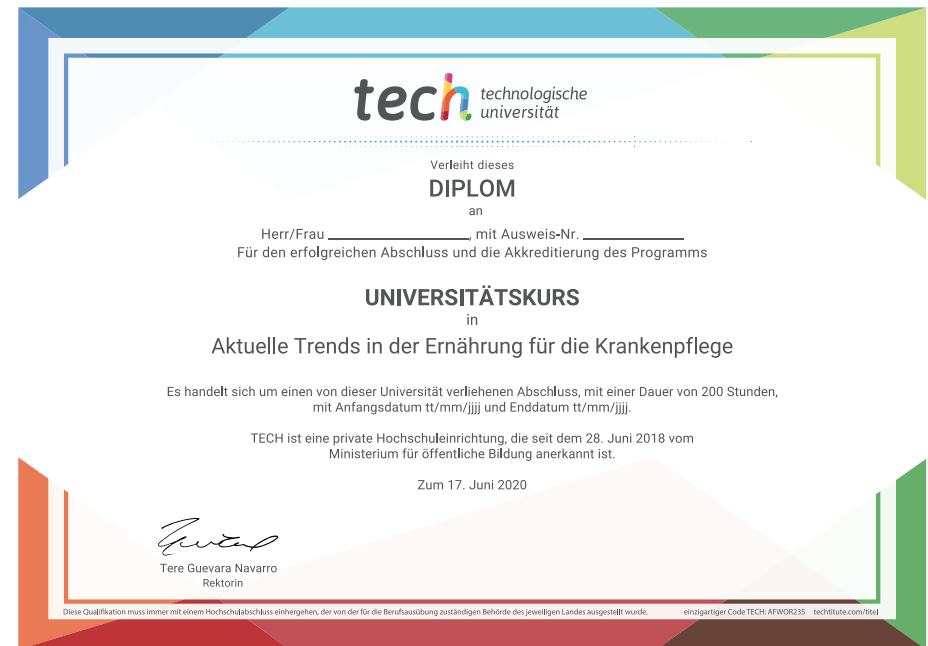 tech technologische
universität
Verleiht dieses
DIPLOM
an
Herr/Frau ____________________, mit Ausweis-Nr. ______________
Für den erfolgreichen Abschluss und die Akkreditierung des Programms
UNIVERSITÄTSKURS
in
Aktuelle Trends in der Ernährung für die Krankenpflege
Es handelt sich um einen von dieser Universität verliehenen Abschluss, mit einer Dauer von 200 Stunden,
mit Anfangsdatum tt/mm/jjjj und Enddatum tt/mm/jjjj.
TECH ist eine private Hochschuleinrichtung, die seit dem 28. Juni 2018 vom
Ministerium für öffentliche Bildung anerkannt ist.
Zum 17. Juni 2020
Tere Guevara Navarro
Rektorin
Diese Qualifikation muss immer mit einem Hochschulabschluss einhergehen, der von der für die Berufsausübung zuständigen Behörde des jeweiligen Landes ausgestellt wurde. einzigartiger Code TECH: AFWOR235 techtitute.com/titel